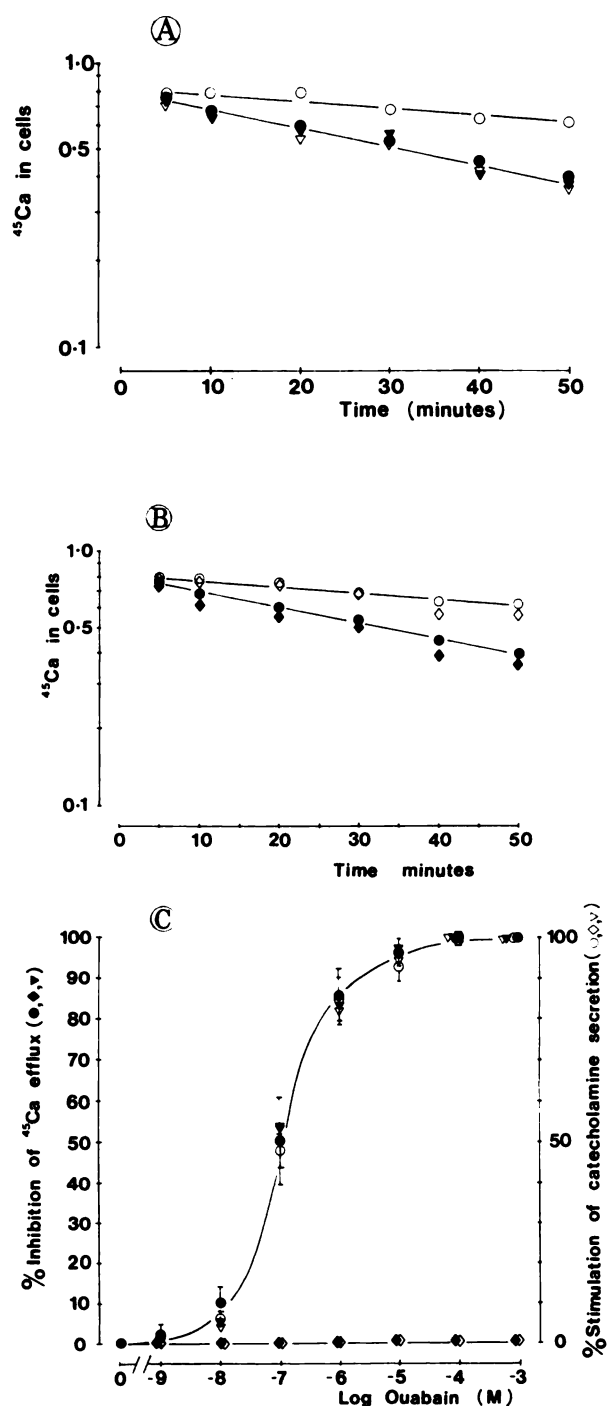 A
1·0
0·5
0·1
⁴⁵Ca in cells
0 10 20 30 40 50
Time (minutes)
B
1·0
0·5
0·1
⁴⁵Ca in cells
0 10 20 30 40 50
Time minutes
C
100
90
80
70
60
50
40
30
20
10
0
% Inhibition of ⁴⁵Ca efflux (●,◆,▼)
100
50
0
% Stimulation of catecholamine secretion (○,◇,▽)
0 -9 -8 -7 -6 -5 -4 -3
Log Ouabain (M)